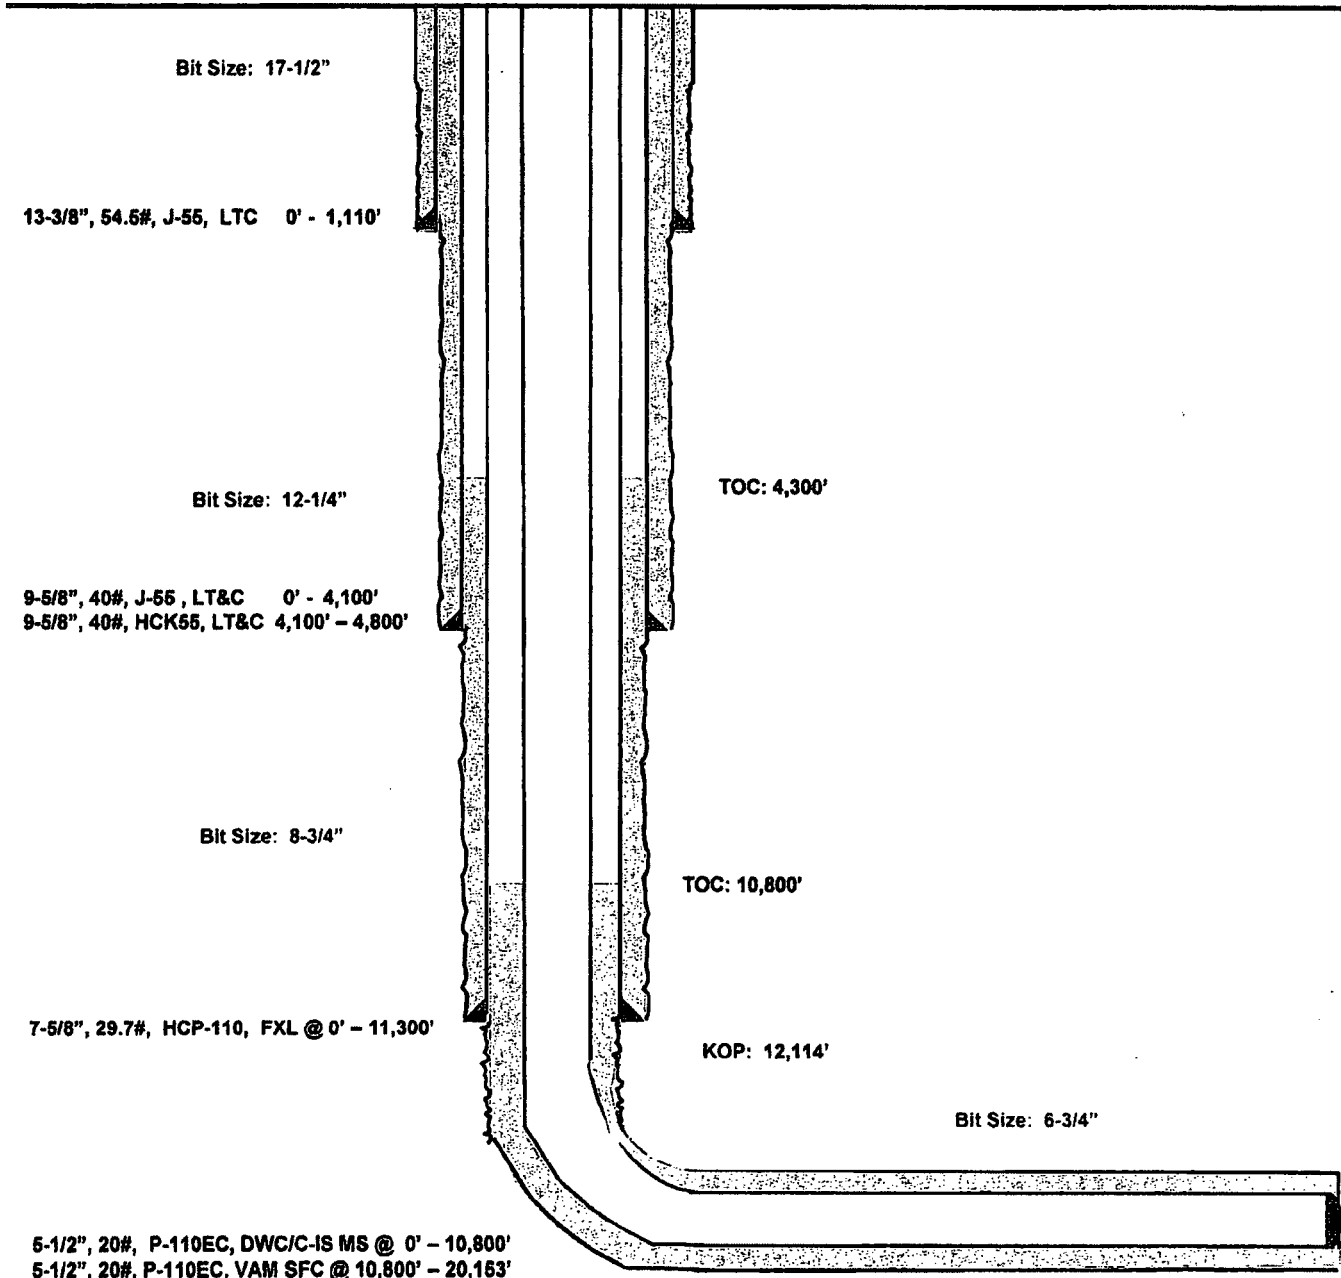 Bit Size: 17-1/2"
13-3/8", 54.5#, J-55, LTC 0' - 1,110'
Bit Size: 12-1/4"
TOC: 4,300'
9-5/8", 40#, J-55 , LT&C 0' - 4,100'
9-5/8", 40#, HCK55, LT&C 4,100' – 4,800'
Bit Size: 8-3/4"
TOC: 10,800'
7-5/8", 29.7#, HCP-110, FXL @ 0' – 11,300'
KOP: 12,114'
Bit Size: 6-3/4"
5-1/2", 20#, P-110EC, DWC/C-IS MS @ 0' – 10,800'
5-1/2", 20#, P-110EC, VAM SFC @ 10,800' – 20,153'